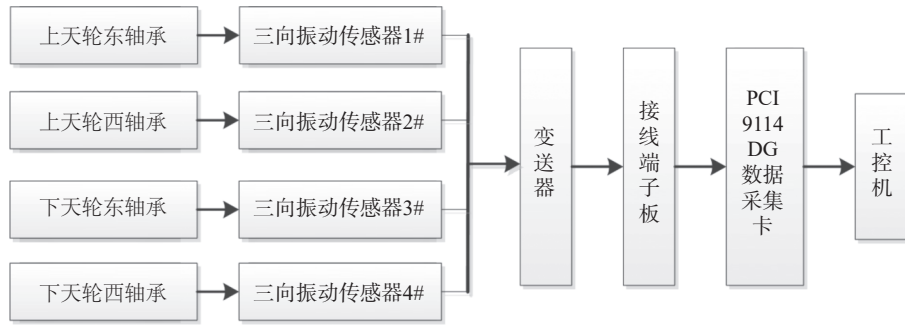 上天轮东轴承
三向振动传感器1#
上天轮西轴承
三向振动传感器2#
下天轮东轴承
三向振动传感器3#
下天轮西轴承
三向振动传感器4#
变送器
接线端子板
PCI
9114
DG
数据
采集
卡
工控机